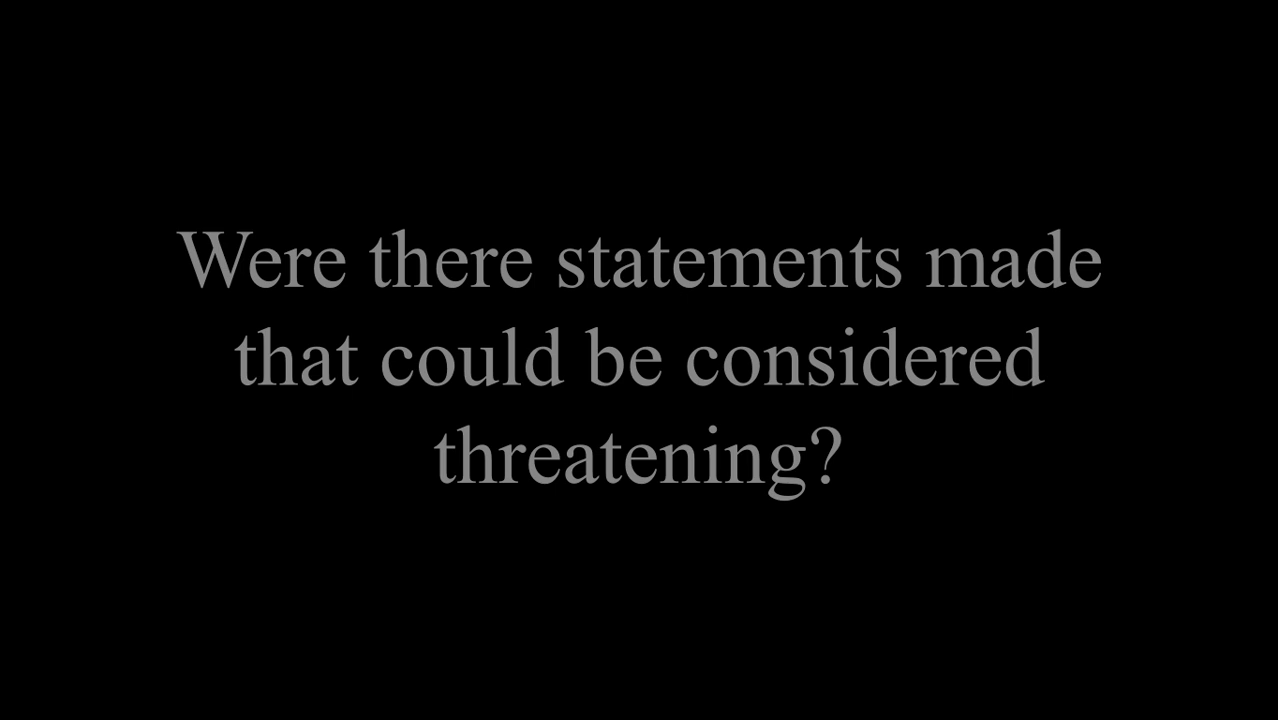 Were there statements made
that could be considered
threatening?